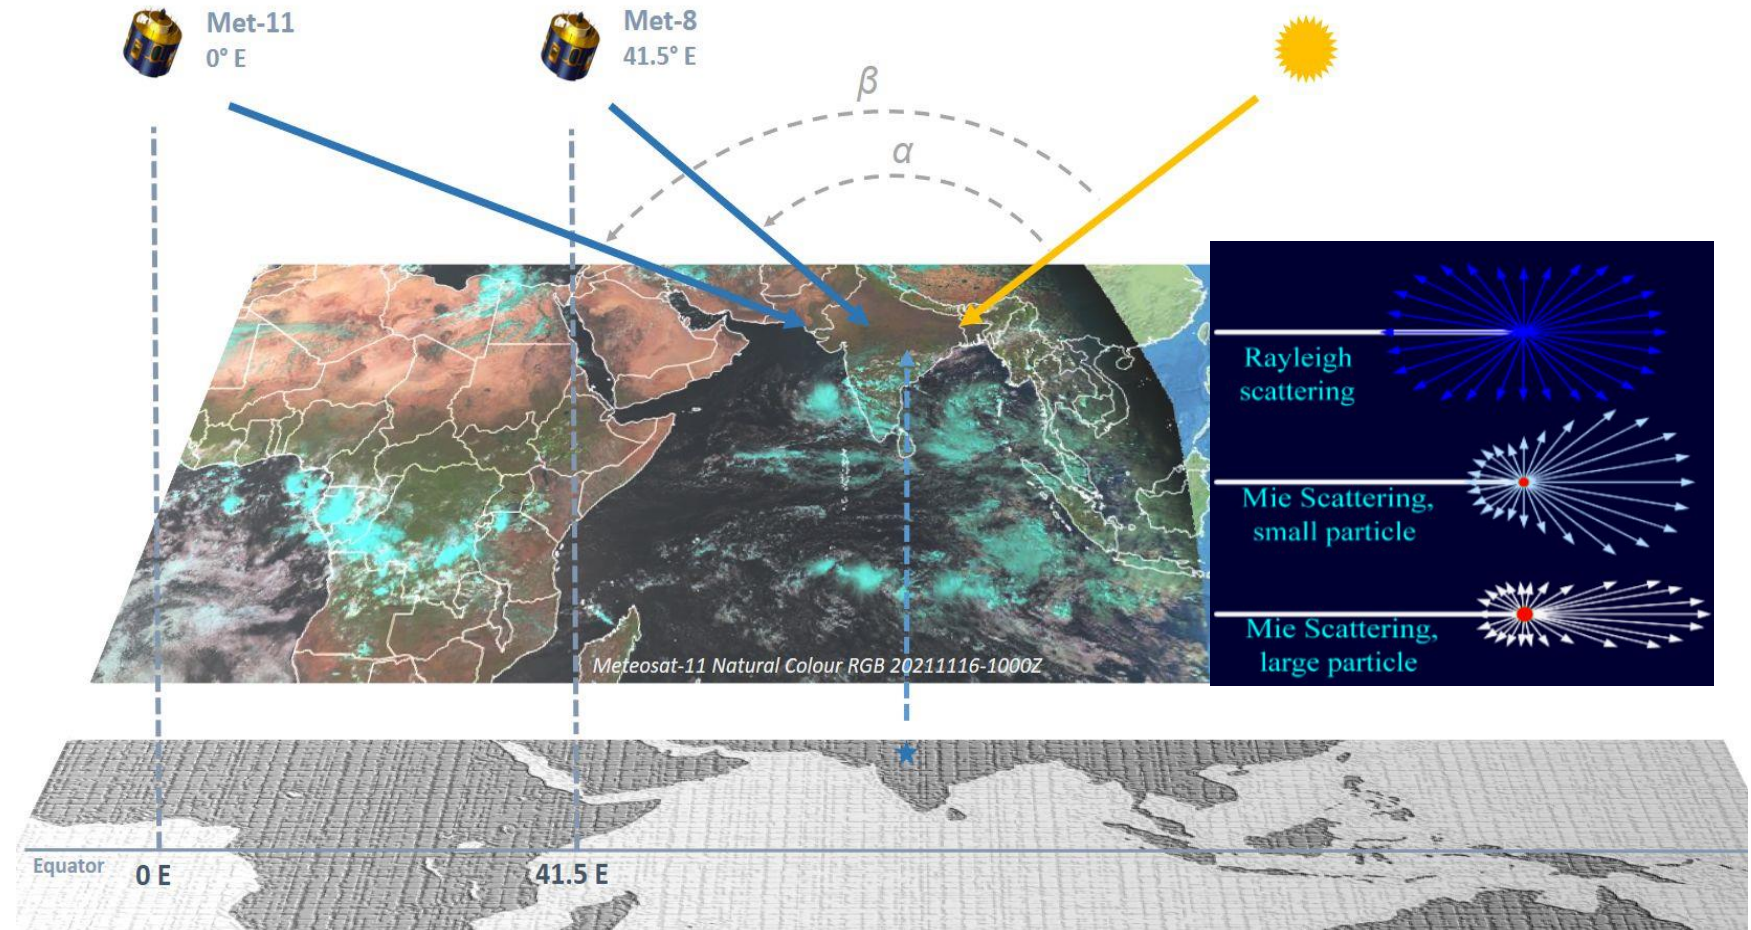 Met-11
0° E
Met-8
41.5° E
β
α
Rayleigh
scattering
Mie Scattering,
small particle
Mie Scattering,
large particle
Meteosat-11 Natural Colour RGB 20211116-1000Z
Equator
0 E
41.5 E